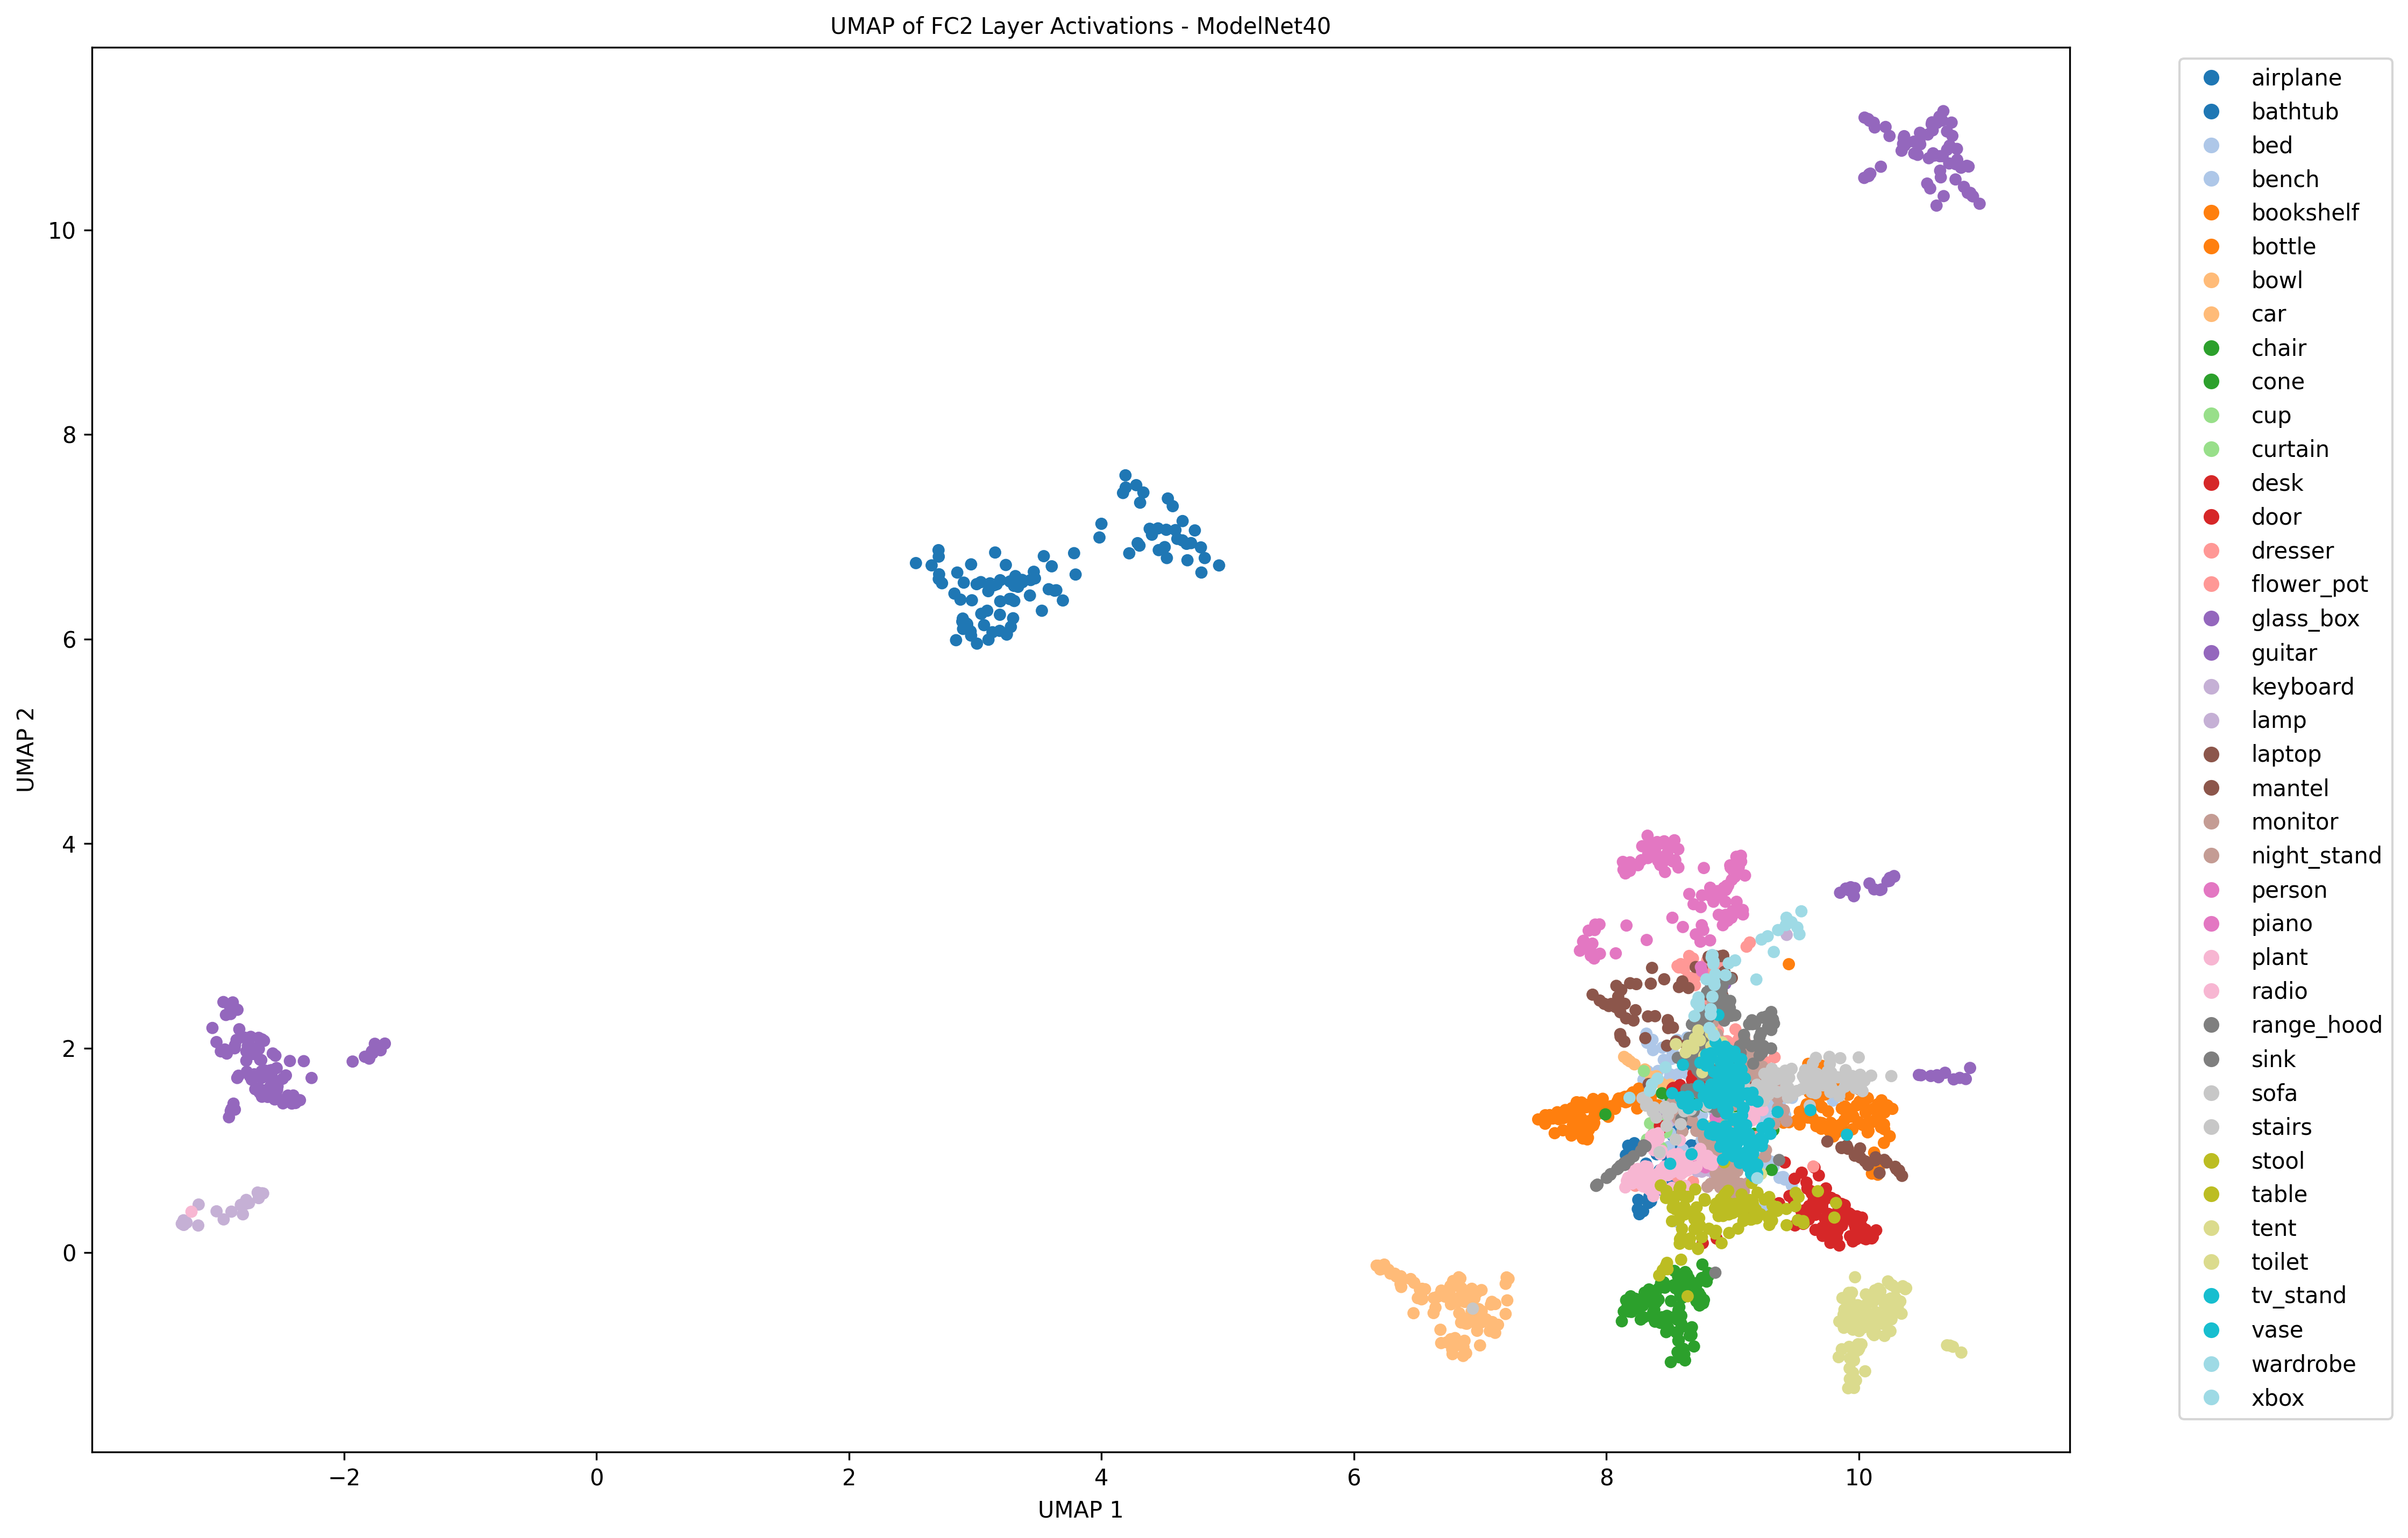 UMAP of FC2 Layer Activations - ModelNet40
UMAP 2
10
8
6
4
2
0
−2
0
2
4
6
8
10
UMAP 1
airplane
bathtub
bed
bench
bookshelf
bottle
bowl
car
chair
cone
cup
curtain
desk
door
dresser
flower_pot
glass_box
guitar
keyboard
lamp
laptop
mantel
monitor
night_stand
person
piano
plant
radio
range_hood
sink
sofa
stairs
stool
table
tent
toilet
tv_stand
vase
wardrobe
xbox